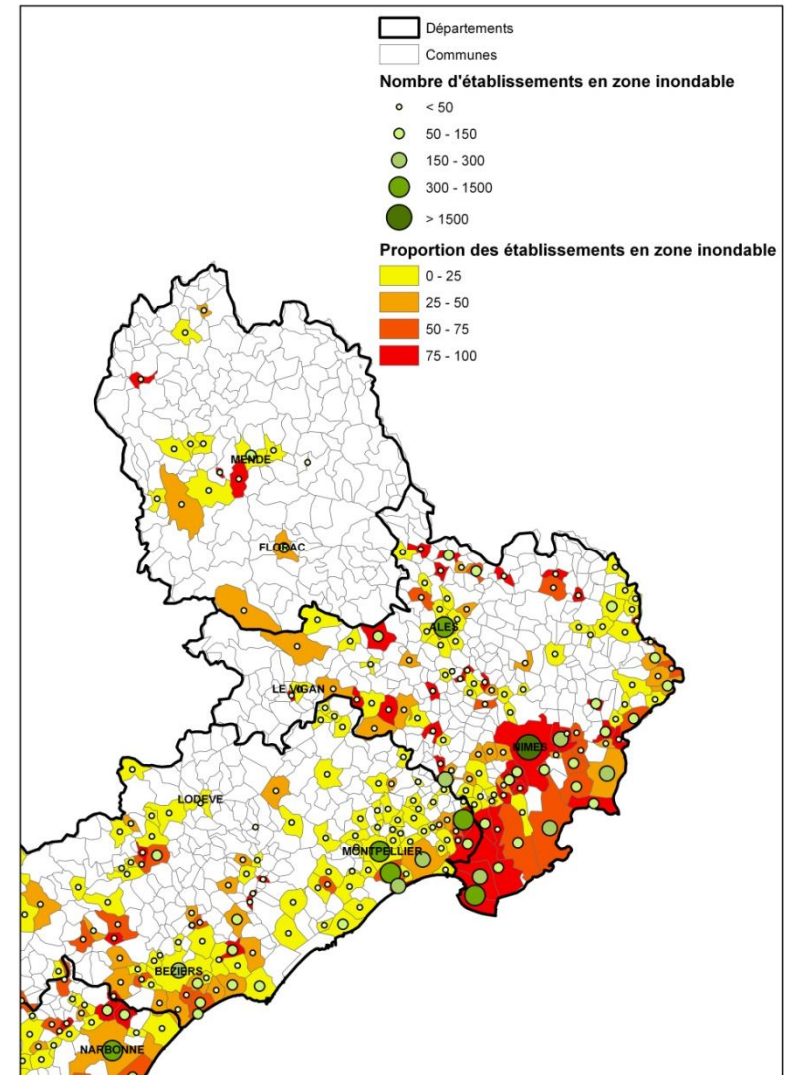 Départements
Communes
Nombre d'établissements en zone inondable
< 50
50 - 150
150 - 300
300 - 1500
> 1500
Proportion des établissements en zone inondable
0 - 25
25 - 50
50 - 75
75 - 100
MENDE
FLORAC
ALES
LE VIGAN
NIMES
LODEVE
MONTPELLIER
BEZIERS
NARBONNE